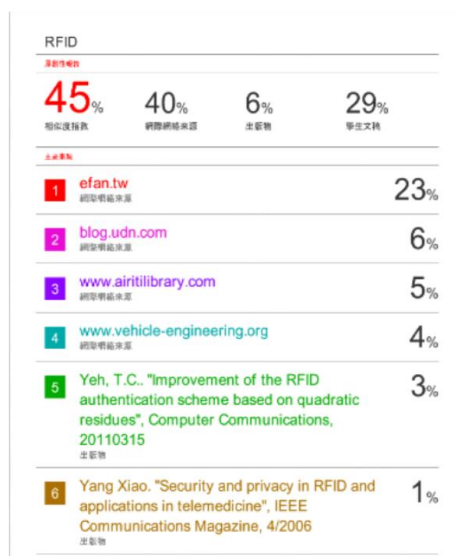 RFID
原創性報告
45%
40%
6%
29%
相似度指數
網際網絡來源
出版物
學生文稿
主要來源
1
efan.tw
網際網絡來源
23%
2
blog.udn.com
網際網絡來源
6%
3
www.airitilibrary.com
網際網絡來源
5%
4
www.vehicle-engineering.org
網際網絡來源
4%
5
Yeh, T.C.. "Improvement of the RFID
authentication scheme based on quadratic
residues", Computer Communications,
20110315
出版物
3%
6
Yang Xiao. "Security and privacy in RFID and
applications in telemedicine", IEEE
Communications Magazine, 4/2006
出版物
1%